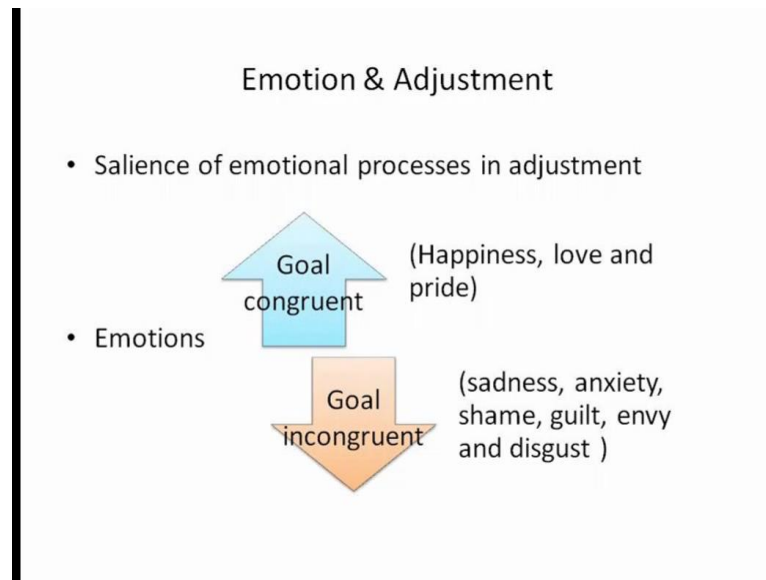 Emotion & Adjustment
• Salience of emotional processes in adjustment
Goal
congruent
(Happiness, love and
pride)
• Emotions
Goal
incongruent
(sadness, anxiety,
shame, guilt, envy
and disgust )